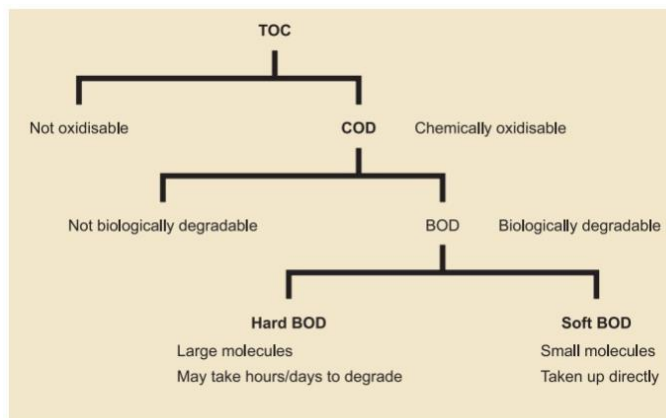 TOC
Not oxidisable
COD
Chemically oxidisable
Not biologically degradable
BOD
Biologically degradable
Hard BOD
Large molecules
May take hours/days to degrade
Soft BOD
Small molecules
Taken up directly